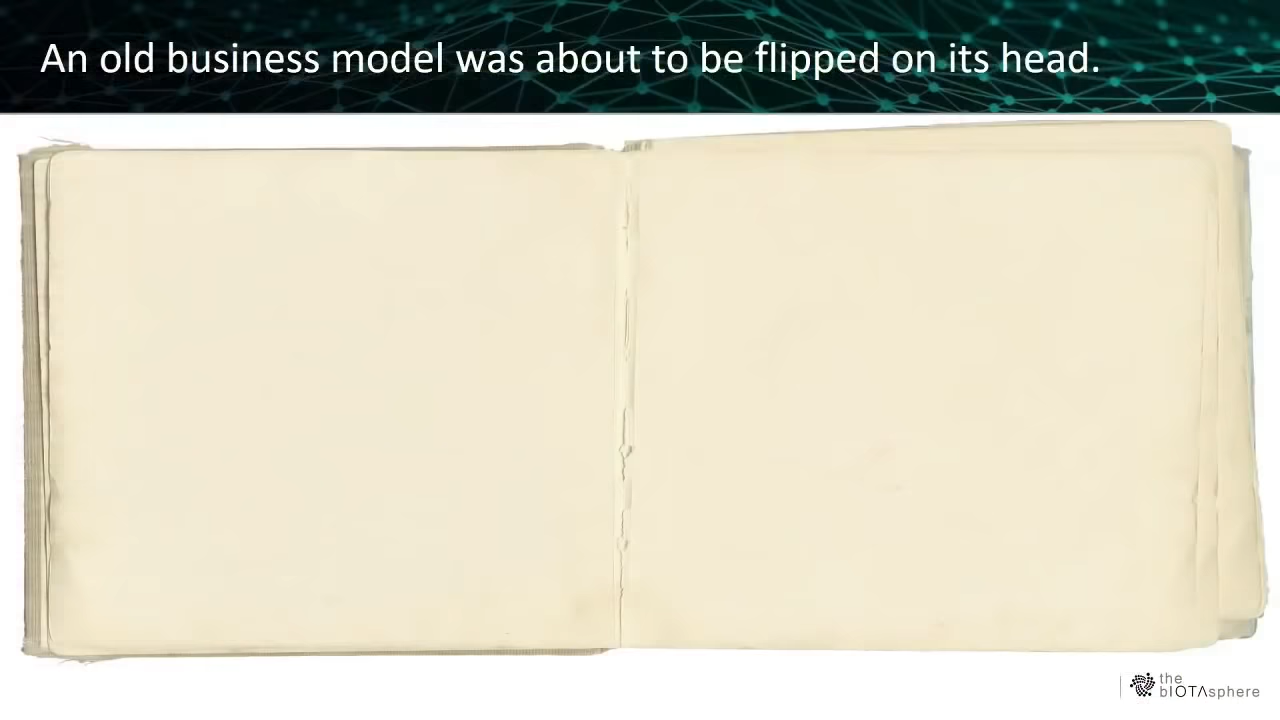 An old business model was about to be flipped on its head.
the
bIOTAsphere